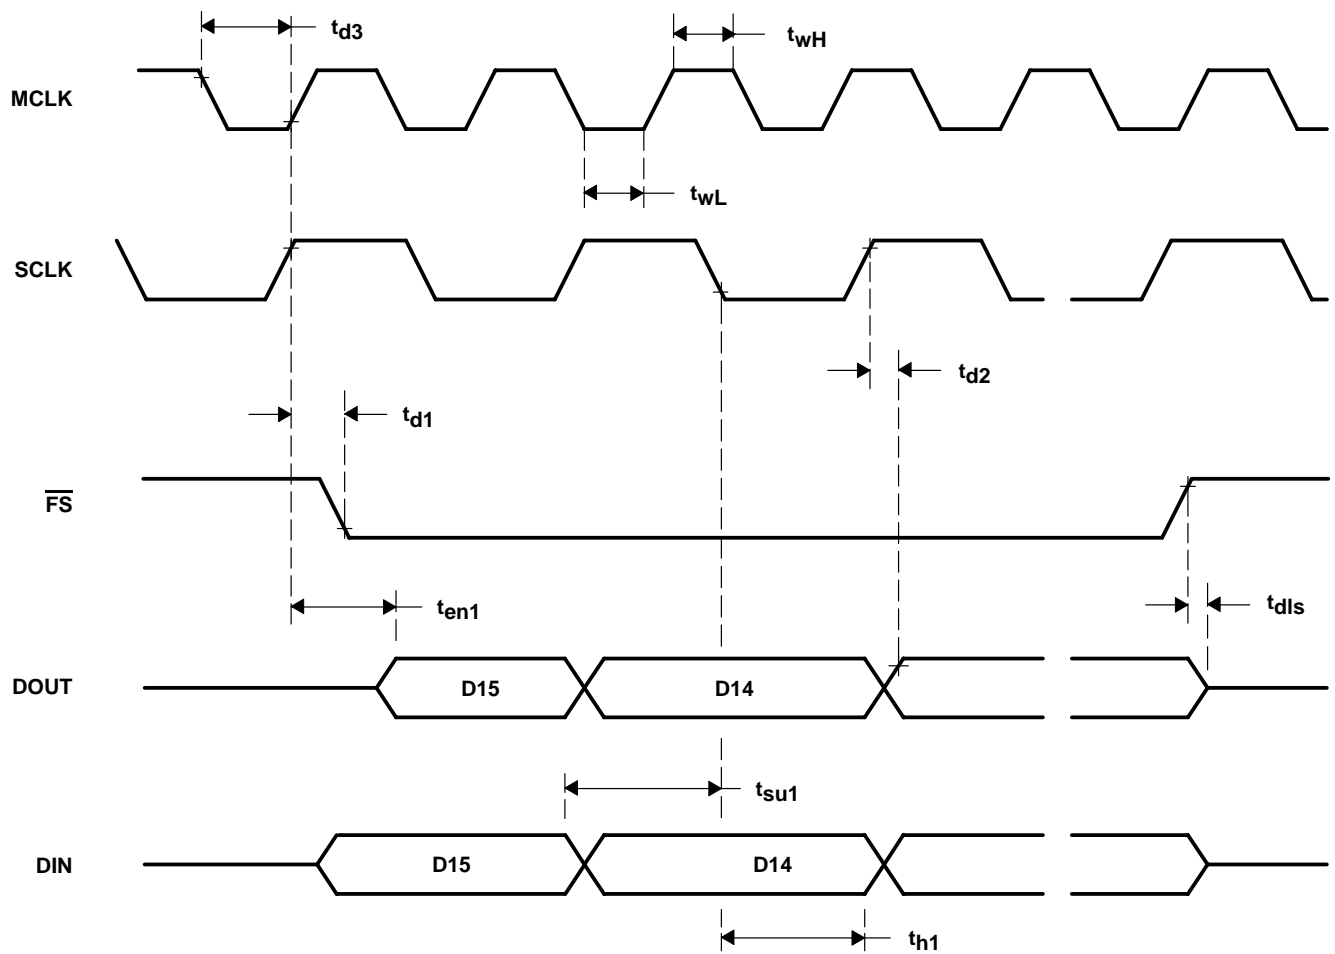 td3
twH
MCLK
twL
SCLK
td2
td1
FS
ten1
tdls
DOUT
D15
D14
tsu1
DIN
D15
D14
th1